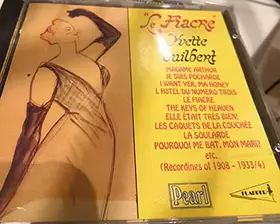 "Le Fiacre"
Yvette
Guilbert
MADAME ARTHUR
JE SUIS POCHARDE
I WANT YER, MA HONEY
L'HOTEL DU NUMÉRO TROIS
LE FIACRE
THE KEYS OF HEAVEN
ELLE ÉTAIT TRÈS BIEN!
LES CAQUETS DE LA COUCHÉE
LA SOULARDE
POURQUOI ME BAT, MON MARI?
etc.
(Recordings of 1908 - 1933/4)
Pearl
FLAPPER